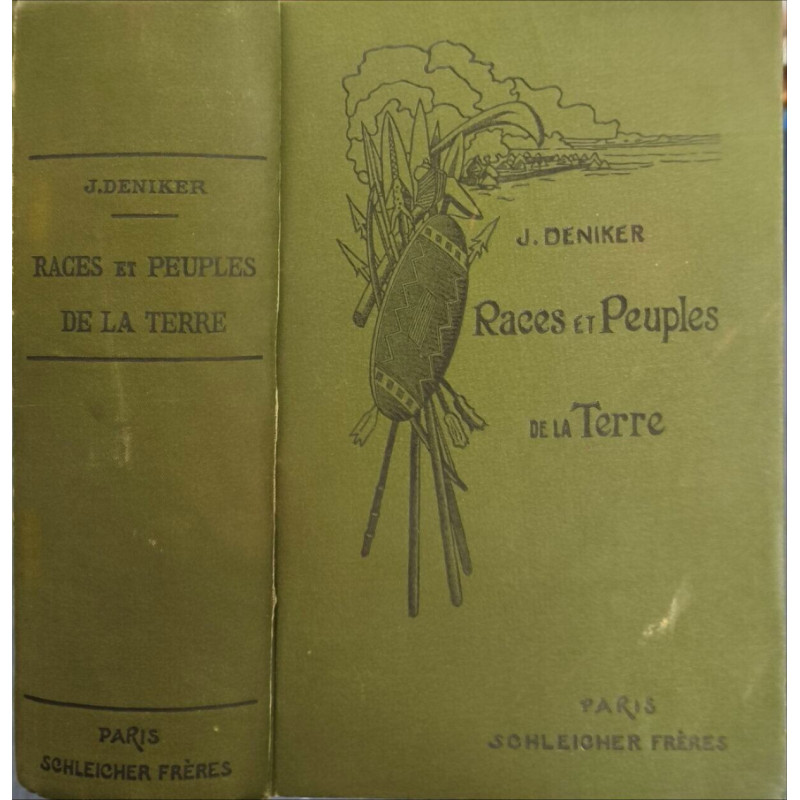 J. DENIKER
RACES ET PEUPLES
DE LA TERRE
PARIS
SCHLEICHER FRÈRES
J. DENIKER
Races ET Peuples
DE LA Terre
PARIS
SCHLEICHER FRÈRES